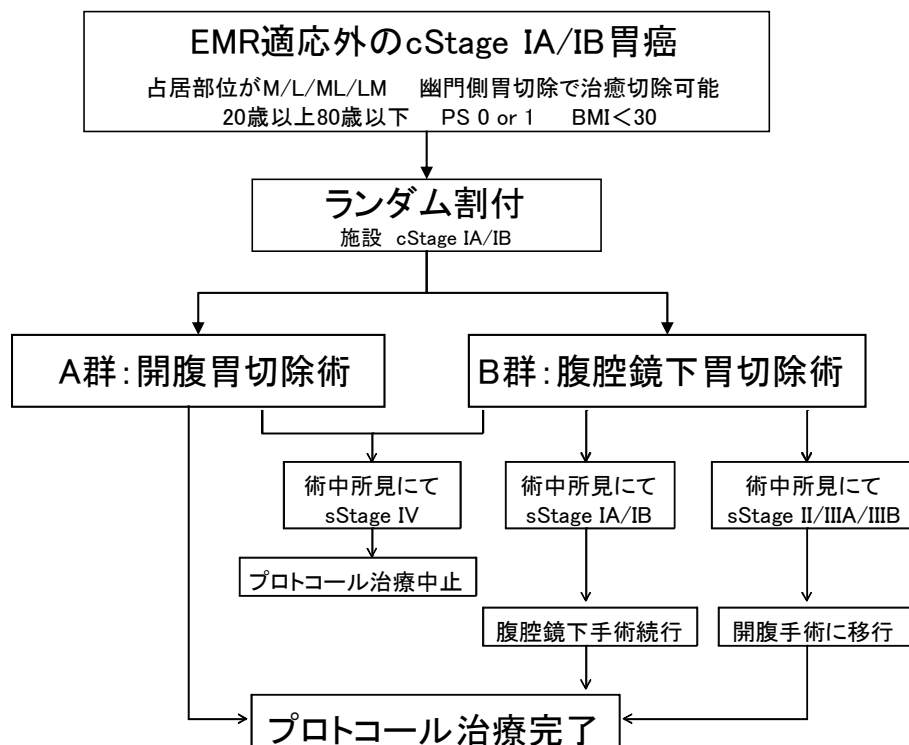 EMR適応外のcStage IA/IB胃癌
占居部位がM/L/ML/LM 幽門側胃切除で治癒切除可能
20歳以上80歳以下 PS 0 or 1 BMI<30
ランダム割付
施設 cStage IA/IB
A群:開腹胃切除術
B群:腹腔鏡下胃切除術
術中所見にて
sStage IV
術中所見にて
sStage IA/IB
術中所見にて
sStage II/IIIA/IIIB
プロトコール治療中止
腹腔鏡下手術続行
開腹手術に移行
プロトコール治療完了